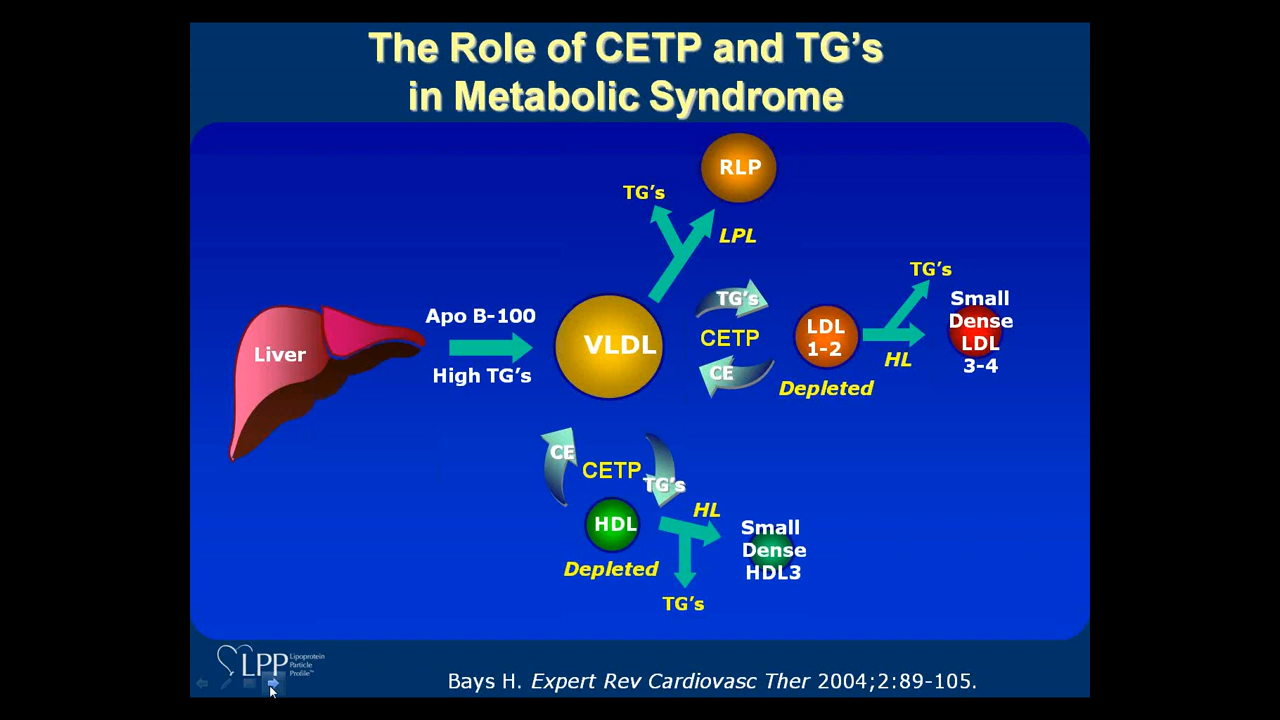 The Role of CETP and TG's
in Metabolic Syndrome
RLP
TG's
LPL
TG's
Apo B-100
High TG's
Liver
VLDL
TG's
CETP
CE
LDL
1-2
Depleted
HL
Small
Dense
LDL
3-4
CE
CETP
TG's
HDL
Depleted
HL
TG's
Small
Dense
HDL3
LPP Lipoprotein
Particle
Profile™
Bays H. Expert Rev Cardiovasc Ther 2004;2:89-105.